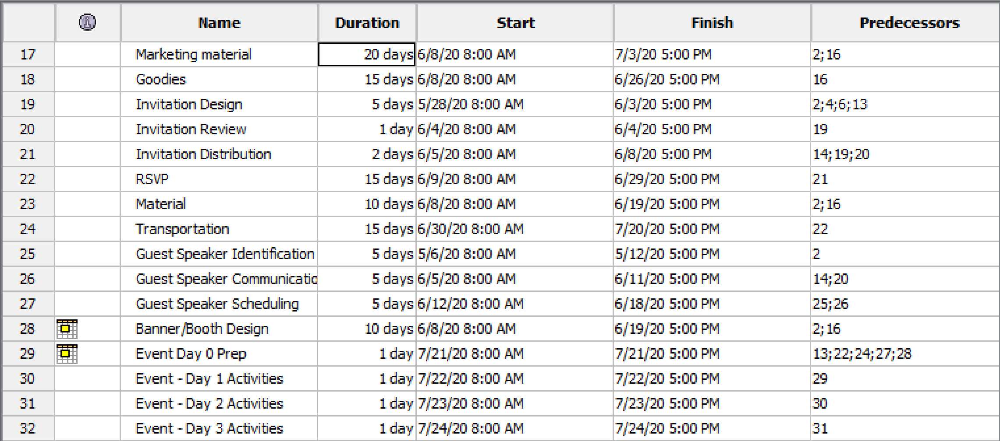 Name Duration Start Finish Predecessors
17 Marketing material 20 days 6/8/20 8:00 AM 7/3/20 5:00 PM 2;16
18 Goodies 15 days 6/8/20 8:00 AM 6/26/20 5:00 PM 16
19 Invitation Design 5 days 5/28/20 8:00 AM 6/3/20 5:00 PM 2;4;6;13
20 Invitation Review 1 day 6/4/20 8:00 AM 6/4/20 5:00 PM 19
21 Invitation Distribution 2 days 6/5/20 8:00 AM 6/8/20 5:00 PM 14;19;20
22 RSVP 15 days 6/9/20 8:00 AM 6/29/20 5:00 PM 21
23 Material 10 days 6/8/20 8:00 AM 6/19/20 5:00 PM 2;16
24 Transportation 15 days 6/30/20 8:00 AM 7/20/20 5:00 PM 22
25 Guest Speaker Identification 5 days 5/6/20 8:00 AM 5/12/20 5:00 PM 2
26 Guest Speaker Communicatio 5 days 6/5/20 8:00 AM 6/11/20 5:00 PM 14;20
27 Guest Speaker Scheduling 5 days 6/12/20 8:00 AM 6/18/20 5:00 PM 25;26
28 Banner/Booth Design 10 days 6/8/20 8:00 AM 6/19/20 5:00 PM 2;16
29 Event Day 0 Prep 1 day 7/21/20 8:00 AM 7/21/20 5:00 PM 13;22;24;27;28
30 Event - Day 1 Activities 1 day 7/22/20 8:00 AM 7/22/20 5:00 PM 29
31 Event - Day 2 Activities 1 day 7/23/20 8:00 AM 7/23/20 5:00 PM 30
32 Event - Day 3 Activities 1 day 7/24/20 8:00 AM 7/24/20 5:00 PM 31